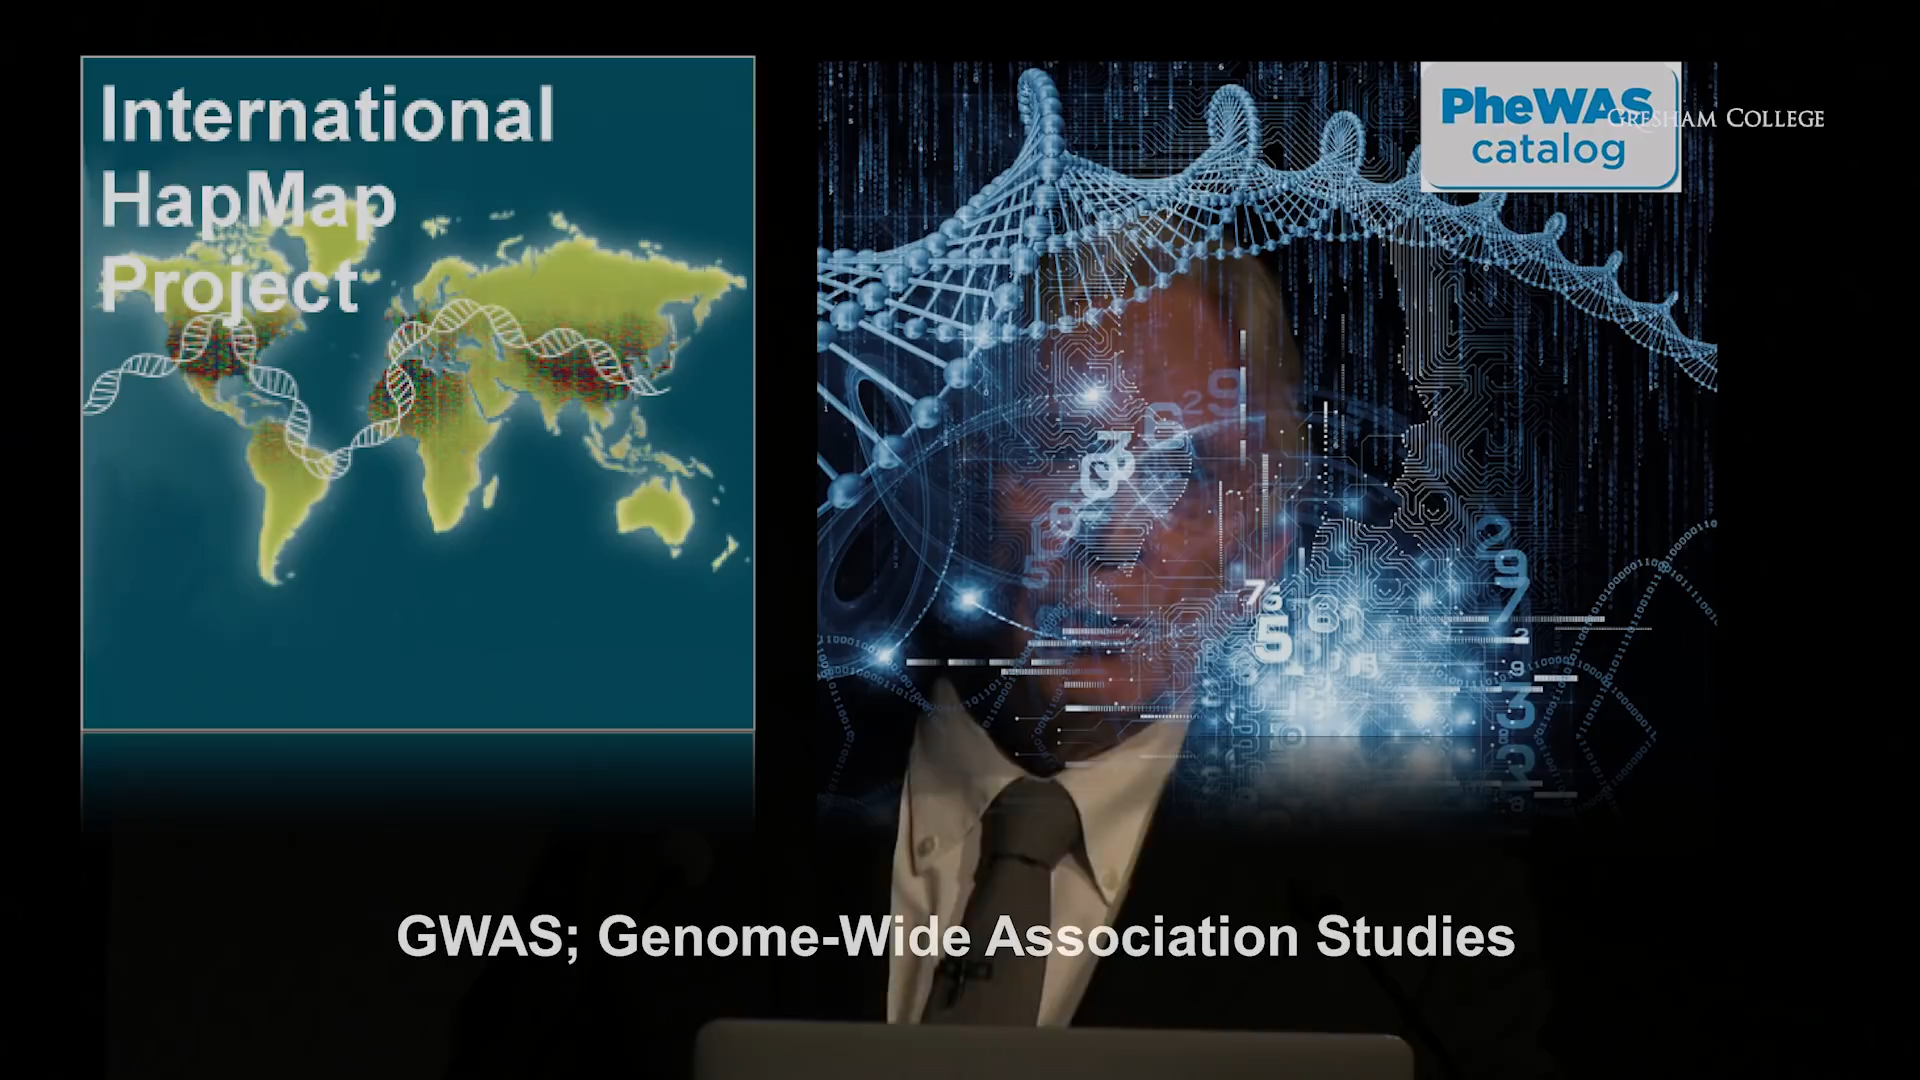 International
HapMap
Project
PheWAS
catalog
GRESHAM COLLEGE
GWAS; Genome-Wide Association Studies